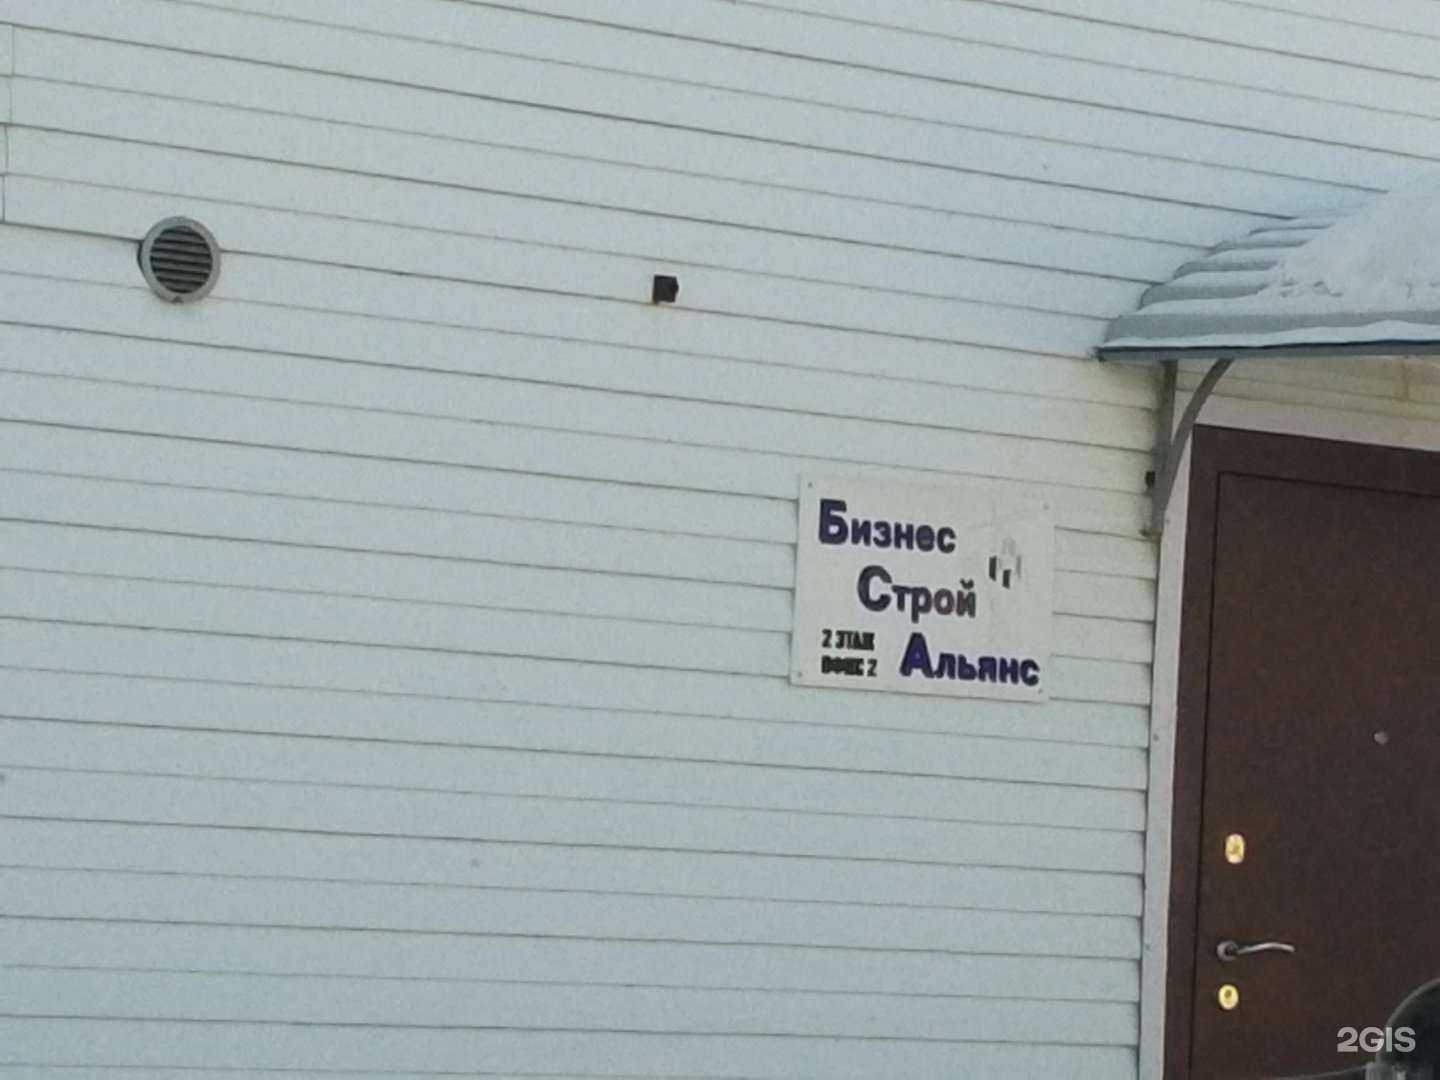 Бизнес
Строй
Альянс
2 ЭТАЖ
ОФИС 2
2GIS